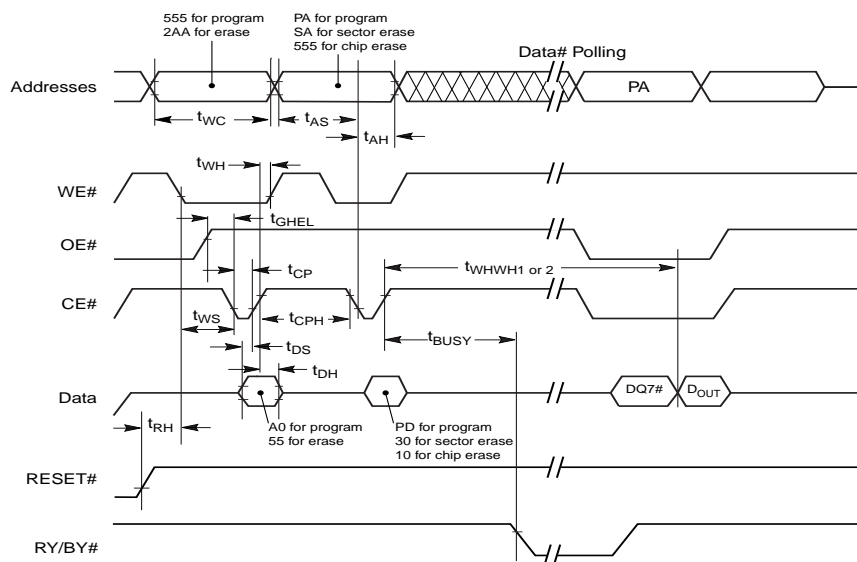 555 for program
2AA for erase
PA for program
SA for sector erase
555 for chip erase
Data# Polling
Addresses
PA
tWC
tAS
tAH
tWH
WE#
tGHEL
OE#
tCP
tWHWH1 or 2
CE#
tWS
tCPH
tBUSY
tDS
tDH
Data
DQ7#
DOUT
A0 for program
55 for erase
PD for program
30 for sector erase
10 for chip erase
tRH
RESET#
RY/BY#